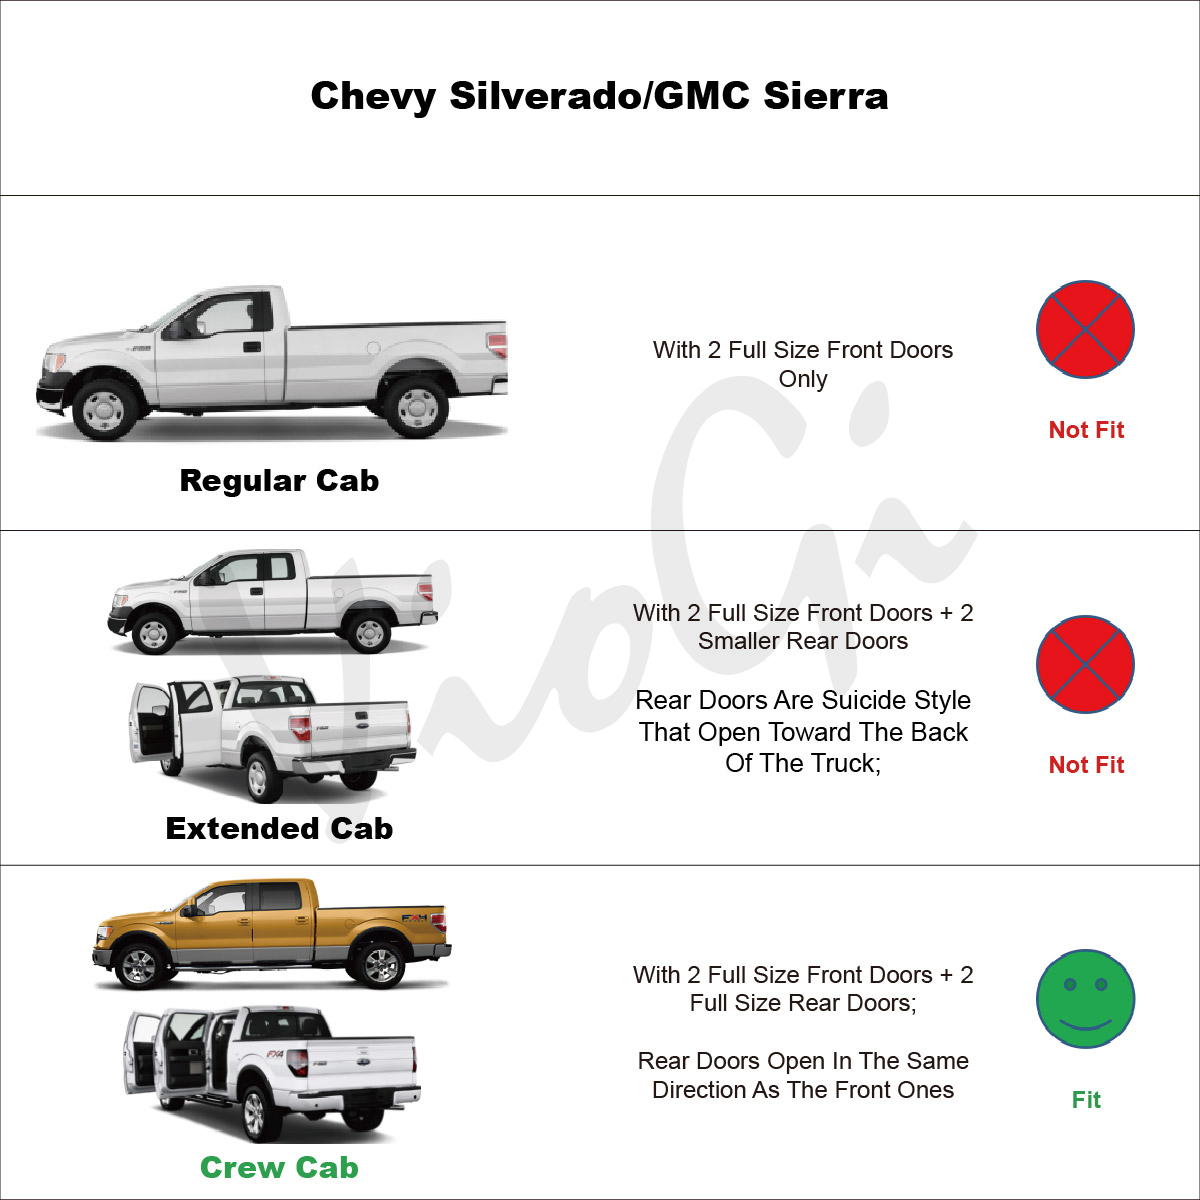 Chevy Silverado/GMC Sierra
With 2 Full Size Front Doors
Only
Not Fit
Regular Cab
With 2 Full Size Front Doors + 2
Smaller Rear Doors
Rear Doors Are Suicide Style
That Open Toward The Back
Of The Truck;
Not Fit
Extended Cab
VioGi
FX4
With 2 Full Size Front Doors + 2
Full Size Rear Doors;
Rear Doors Open In The Same
Direction As The Front Ones
FX4
Fit
Crew Cab